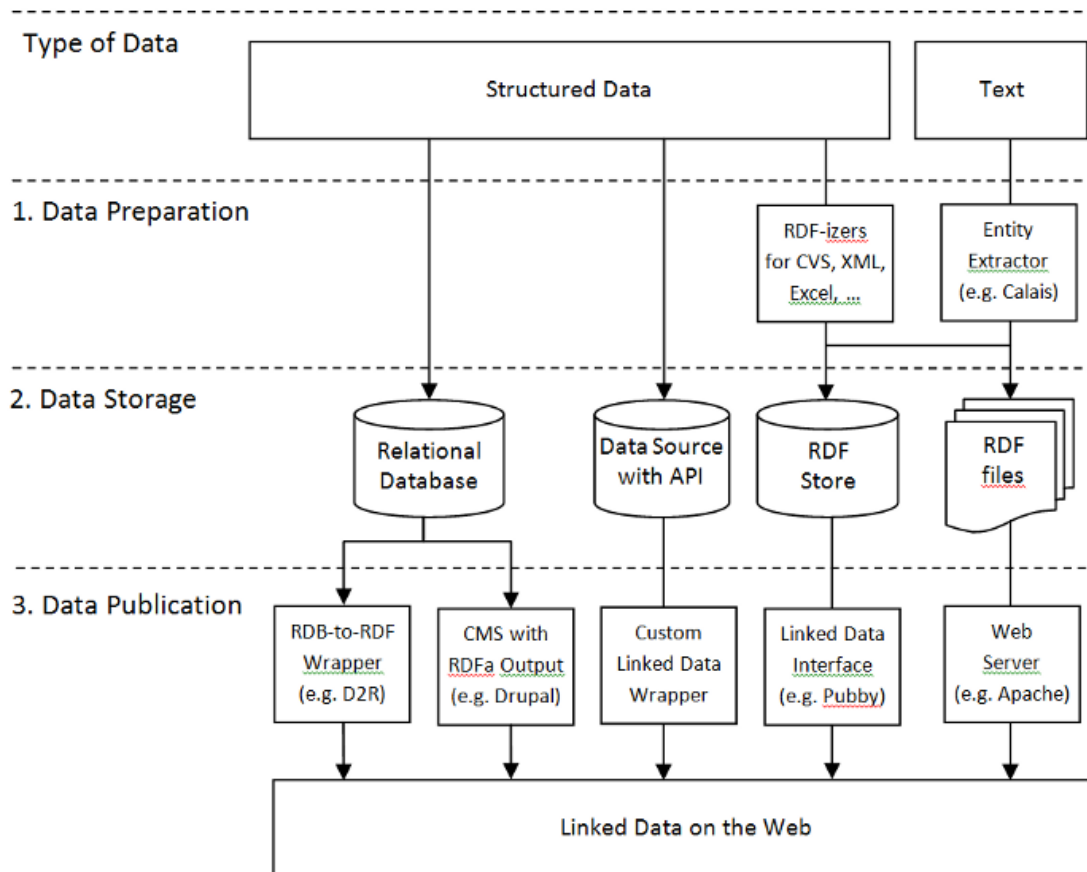 Type of Data
Structured Data
Text
1. Data Preparation
RDF-izers
for CVS, XML,
Excel, ...
Entity
Extractor
(e.g. Calais)
2. Data Storage
Relational
Database
Data Source
with API
RDF
Store
RDF
files
3. Data Publication
RDB-to-RDF
Wrapper
(e.g. D2R)
CMS with
RDFa Output
(e.g. Drupal)
Custom
Linked Data
Wrapper
Linked Data
Interface
(e.g. Pubby)
Web
Server
(e.g. Apache)
Linked Data on the Web